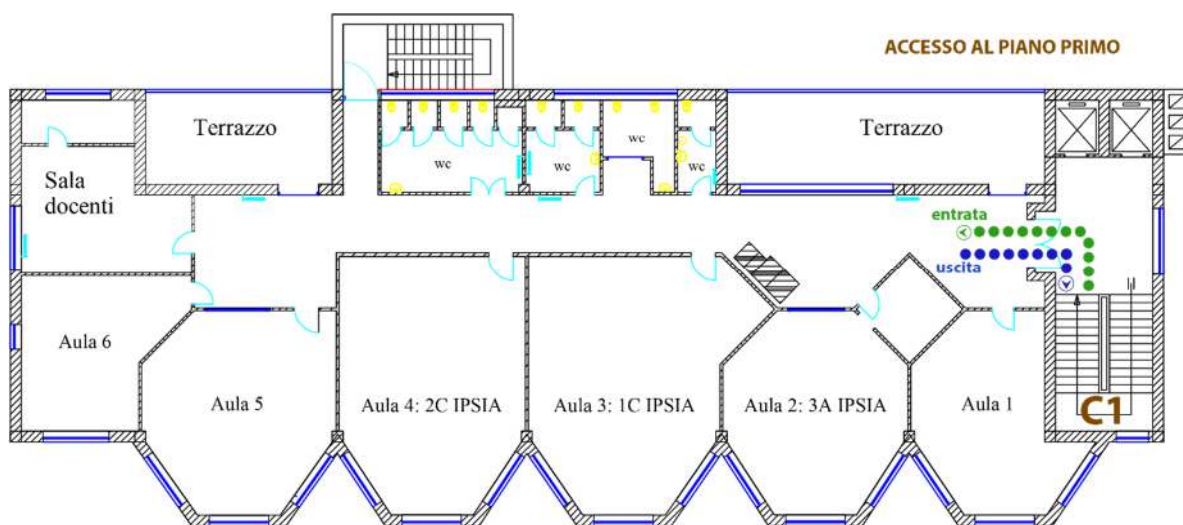 ACCESSO AL PIANO PRIMO
Terrazzo
wc
wc
wc
wc
Terrazzo
Sala
docenti
entrata
uscita
Aula 6
Aula 5
Aula 4: 2C IPSIA
Aula 3: 1C IPSIA
Aula 2: 3A IPSIA
Aula 1
C1